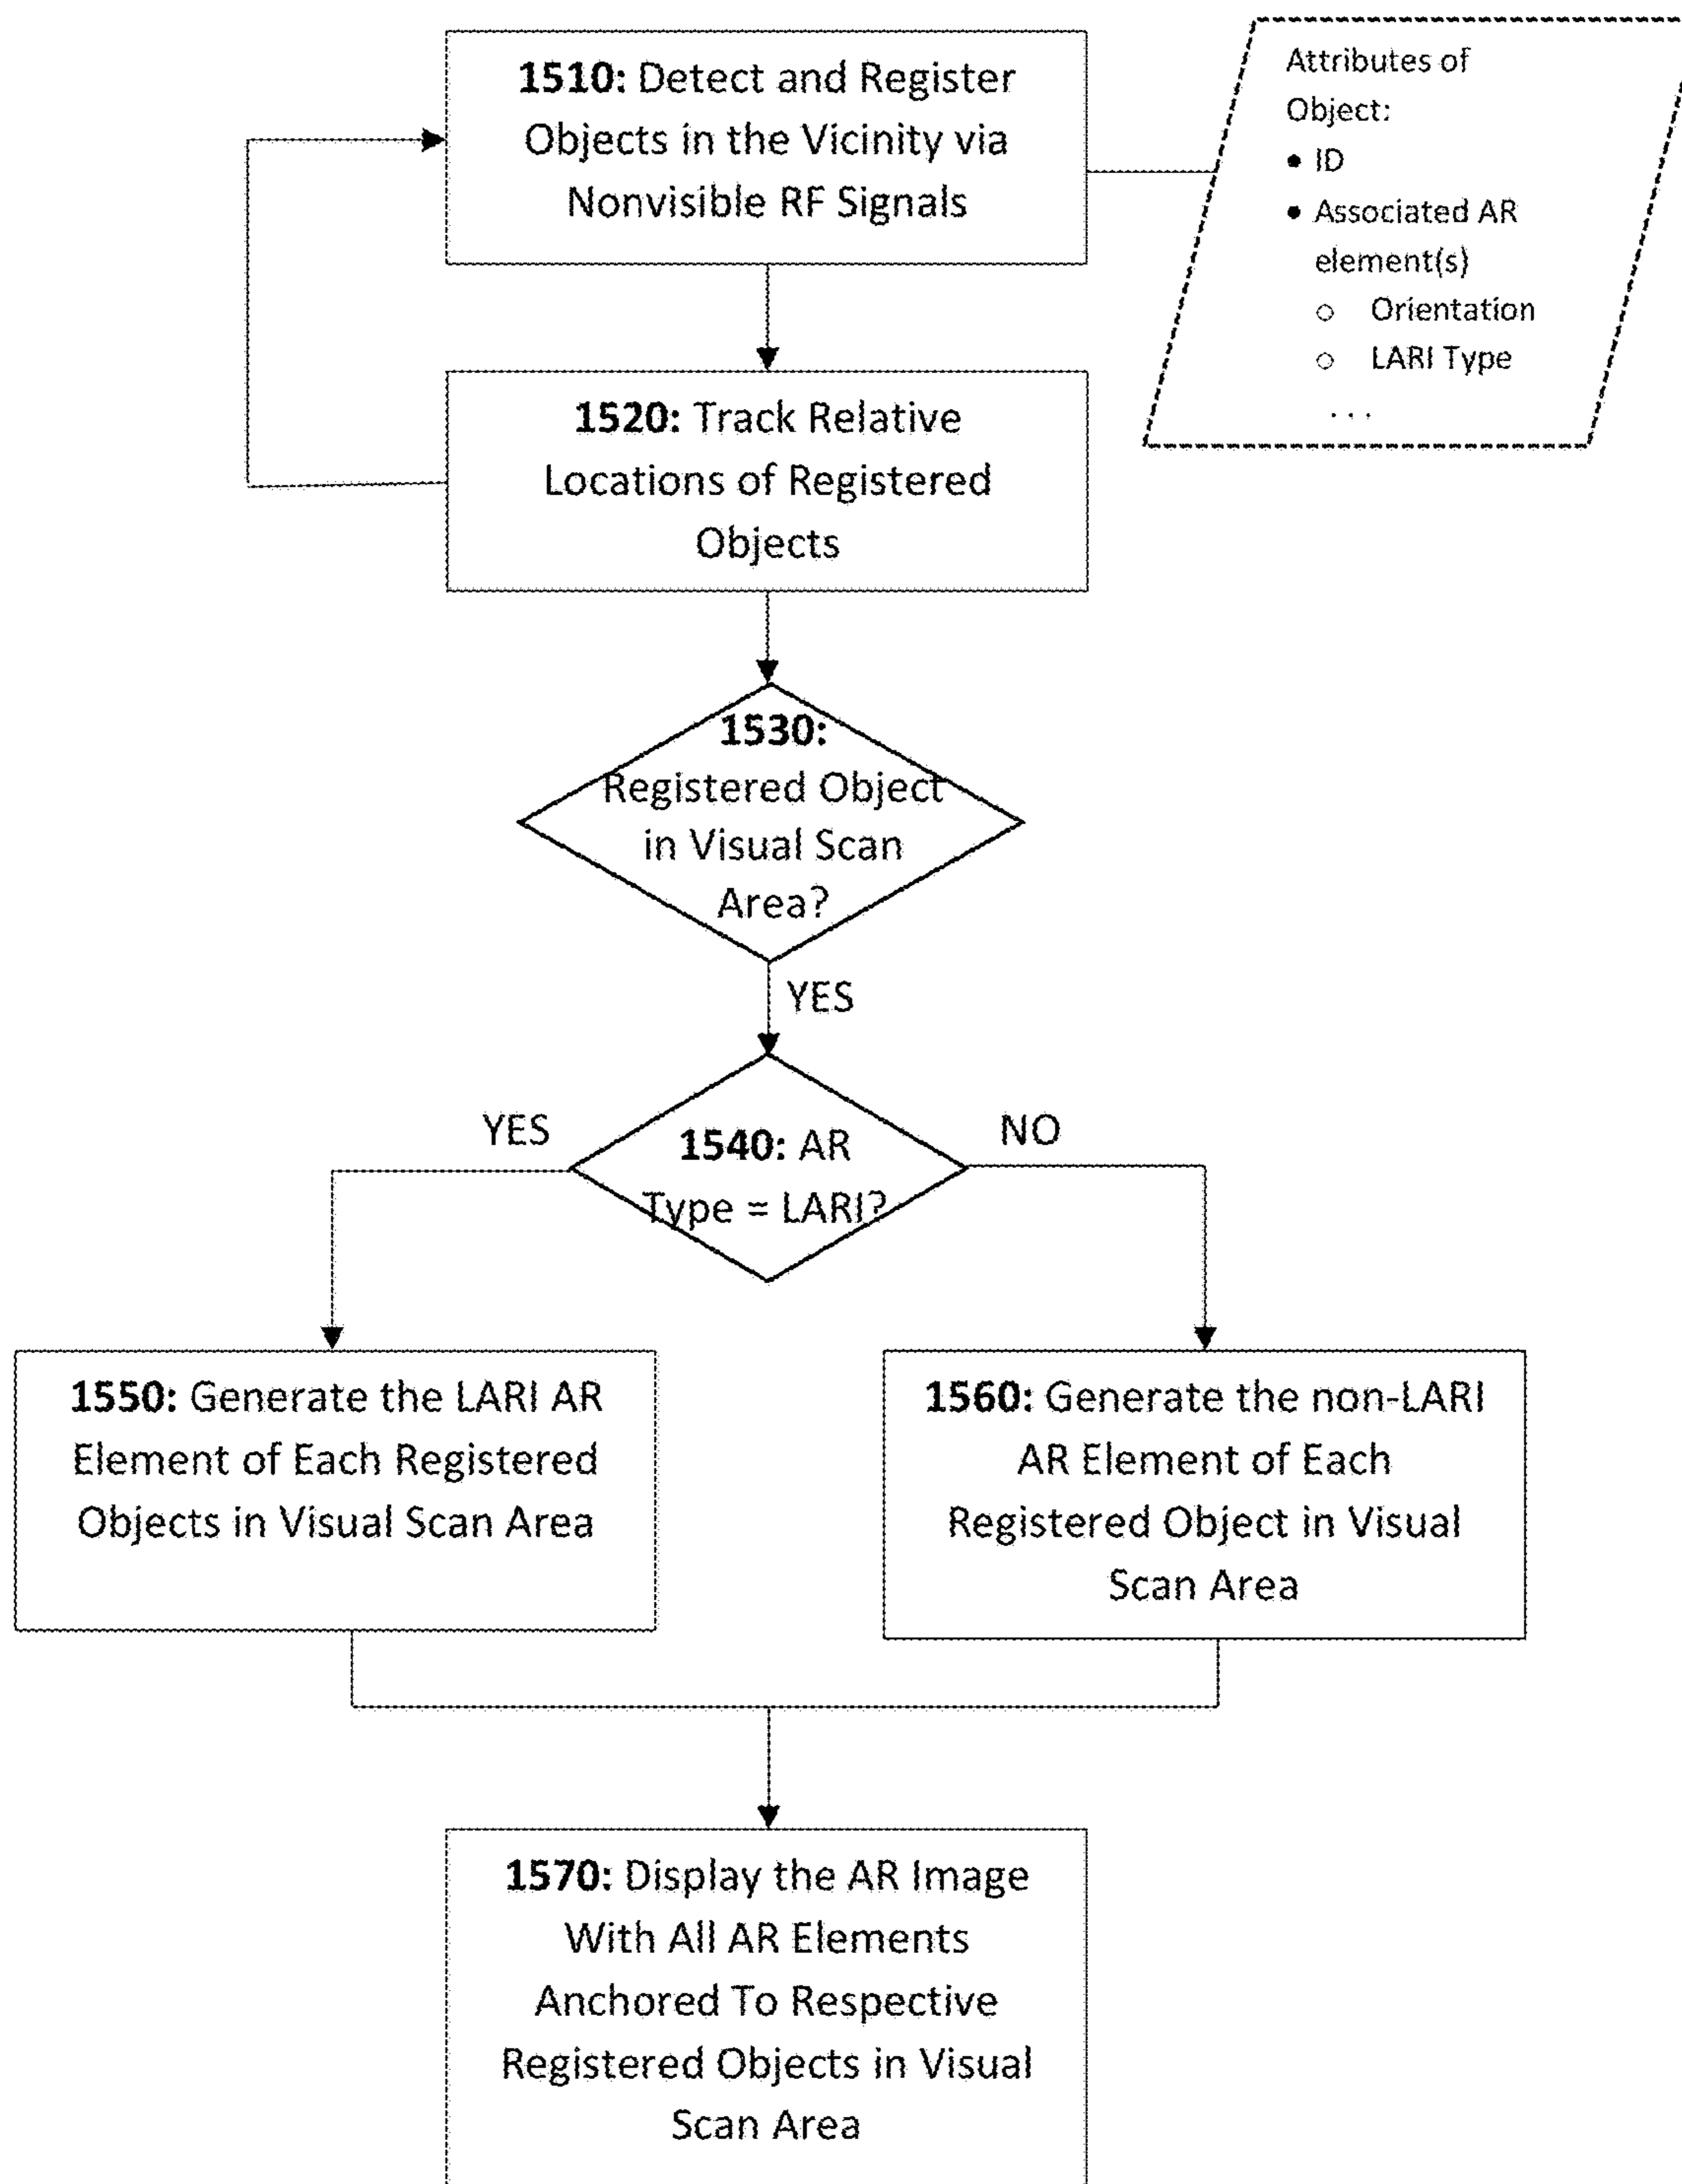 1510: Detect and Register
Objects in the Vicinity via
Nonvisible RF Signals
Attributes of
Object:
• ID
• Associated AR
element(s)
○ Orientation
○ LARI Type
. . .
1520: Track Relative
Locations of Registered
Objects
1530:
Registered Object
in Visual Scan
Area?
YES
YES
1540: AR
Type = LARI?
NO
1550: Generate the LARI AR
Element of Each Registered
Objects in Visual Scan Area
1560: Generate the non-LARI
AR Element of Each
Registered Object in Visual
Scan Area
1570: Display the AR Image
With All AR Elements
Anchored To Respective
Registered Objects in Visual
Scan Area